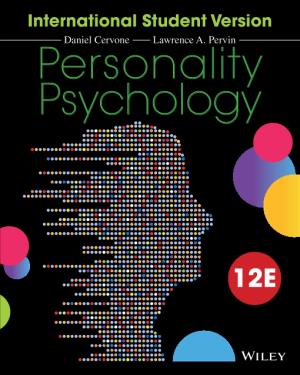 International Student Version
Daniel Cervone Lawrence A. Pervin
Personality
Psychology
12E
WILEY